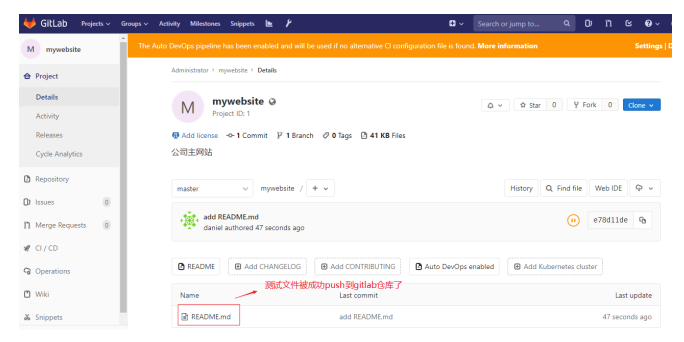 GitLab Projects Groups Activity Milestones Snippets Search or jump to...
M mywebsite
The Auto DevOps pipeline has been enabled and will be used if no alternative CI configuration file is found. More information Settings
Project
Details
Activity
Releases
Cycle Analytics
Repository
Issues 0
Merge Requests 0
CI / CD
Operations
Wiki
Snippets
Administrator › mywebsite › Details
M mywebsite
Project ID: 1
Star 0 Fork 0 Clone
Add license 1 Commit 1 Branch 0 Tags 41 KB Files
公司主网站
master mywebsite / + History Find file Web IDE
add README.md
daniel authored 47 seconds ago
e78d11de
README Add CHANGELOG Add CONTRIBUTING Auto DevOps enabled Add Kubernetes cluster
测试文件被成功push到gitlab仓库了
Name Last commit Last update
README.md add README.md 47 seconds ago